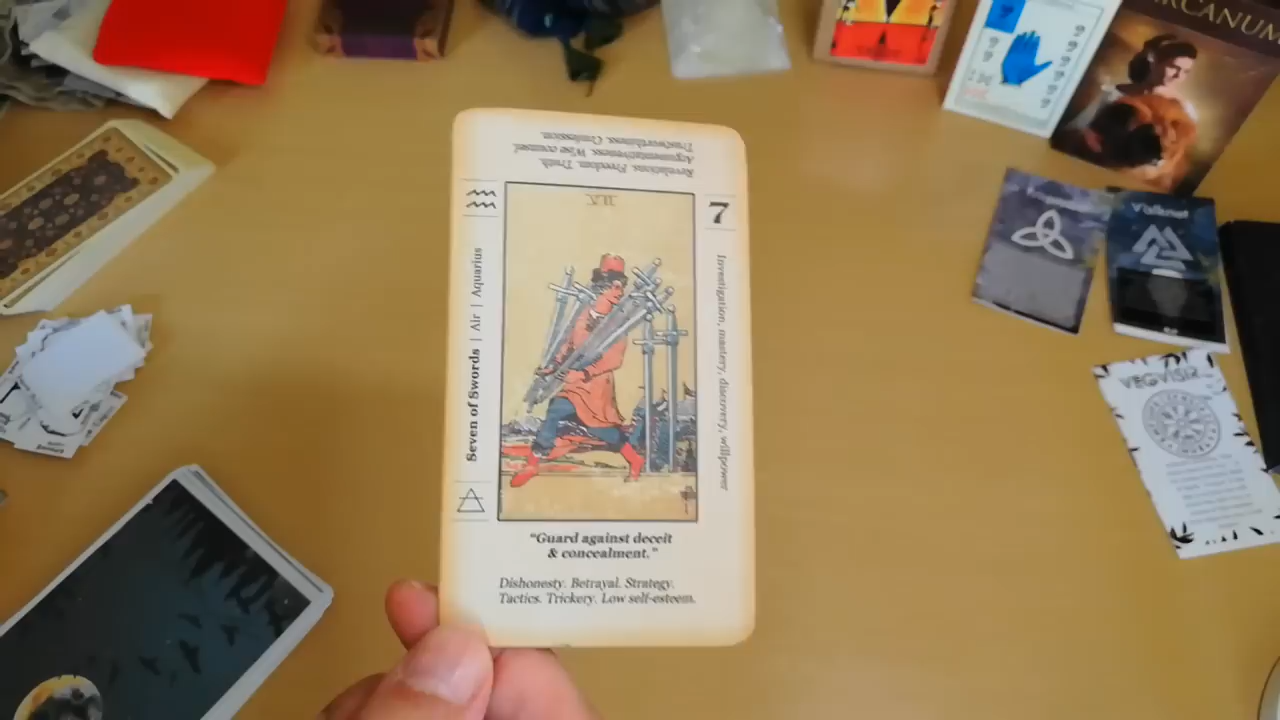 Revelations. Freedom. Truth.
Argumentativeness. Wise counsel.
Trustworthiness. Confession.
VII
7
Seven of Swords | Air | Aquarius
Investigation, mastery, discovery, willpower
"Guard against deceit
& concealment."
Dishonesty. Betrayal. Strategy.
Tactics. Trickery. Low self-esteem.
ARCANUM
Valknut
VEGVISIR